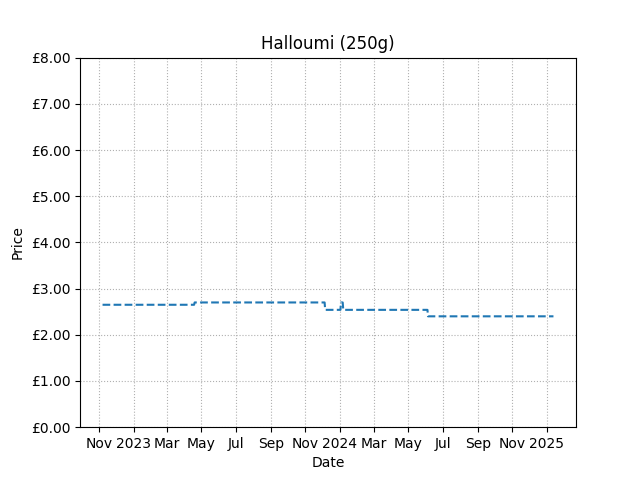 Halloumi (250g)
£8.00
£7.00
£6.00
£5.00
£4.00
£3.00
£2.00
£1.00
£0.00
Price
Nov 2023 Mar May Jul Sep Nov 2024 Mar May Jul Sep Nov 2025
Date